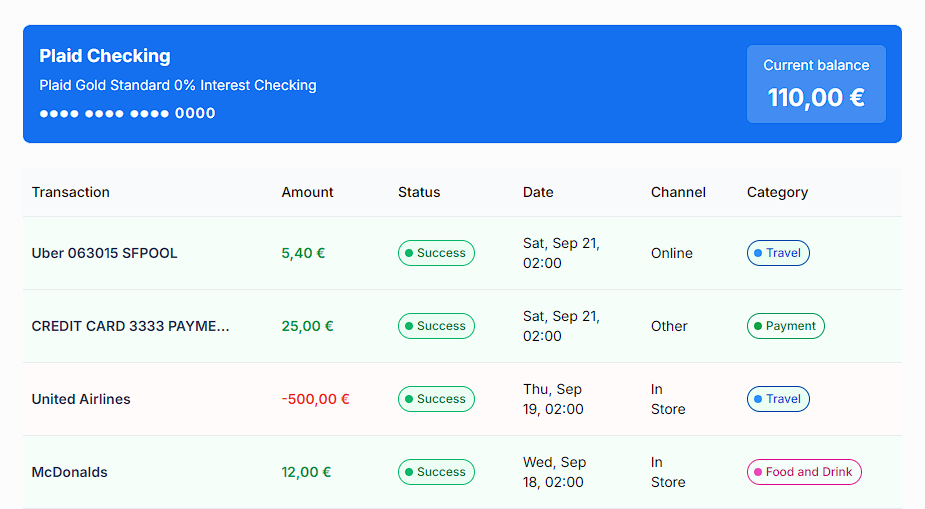 Plaid Checking
Plaid Gold Standard 0% Interest Checking
●●●● ●●●● ●●●● 0000
Current balance
110,00 €
Transaction Amount Status Date Channel Category
Uber 063015 SFPOOL 5,40 € Success Sat, Sep 21, 02:00 Online Travel
CREDIT CARD 3333 PAYME... 25,00 € Success Sat, Sep 21, 02:00 Other Payment
United Airlines -500,00 € Success Thu, Sep 19, 02:00 In Store Travel
McDonalds 12,00 € Success Wed, Sep 18, 02:00 In Store Food and Drink